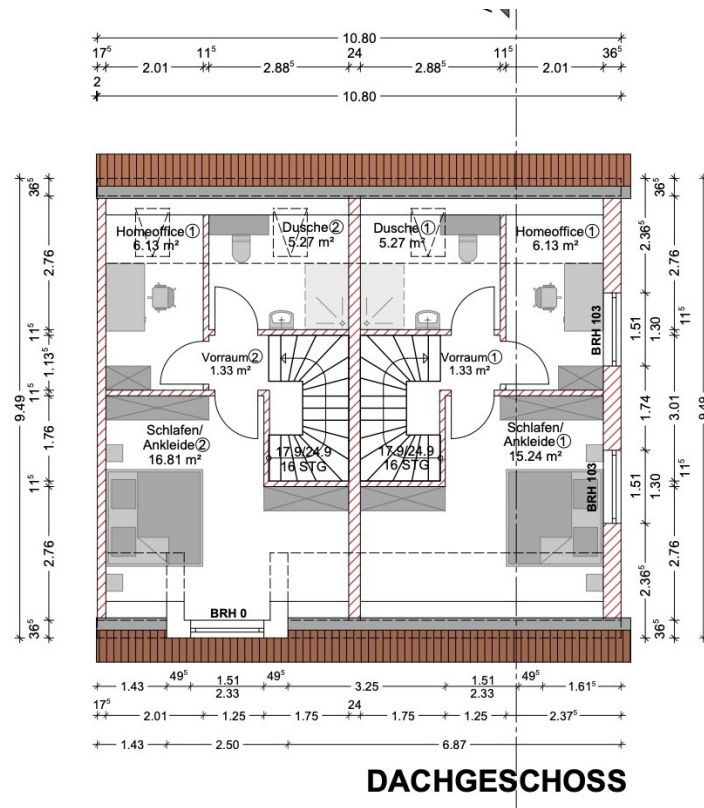 10.80
17⁵ 11⁵ 24 11⁵ 36⁵
2.01 2.88⁵ 2.88⁵ 2.01
2
10.80
36⁵ 36⁵ 36⁵
Homeoffice① Dusche② Dusche① Homeoffice①
6.13 m² 5.27 m² 5.27 m² 6.13 m²
2.76 2.36⁵ 2.76
11⁵ 1.51 1.30 11⁵
BRH 103
1.13⁵
Vorraum② Vorraum①
1.33 m² 1.33 m²
11⁵
9.49 1.74 3.01 9.49
Schlafen/ Schlafen/
Ankleide② Ankleide①
16.81 m² 15.24 m²
1.76
17.9/24.9 17.9/24.9
16 STG 16 STG
11⁵ 1.51 1.30 11⁵
BRH 103
2.76 2.36⁵ 2.76
BRH 0
36⁵ 36⁵ 36⁵
49⁵ 49⁵ 49⁵
1.43 1.51 3.25 1.51 1.61⁵
2.33 2.33
17⁵ 24
2.01 1.25 1.75 1.75 1.25 2.37⁵
1.43 2.50 6.87
DACHGESCHOSS